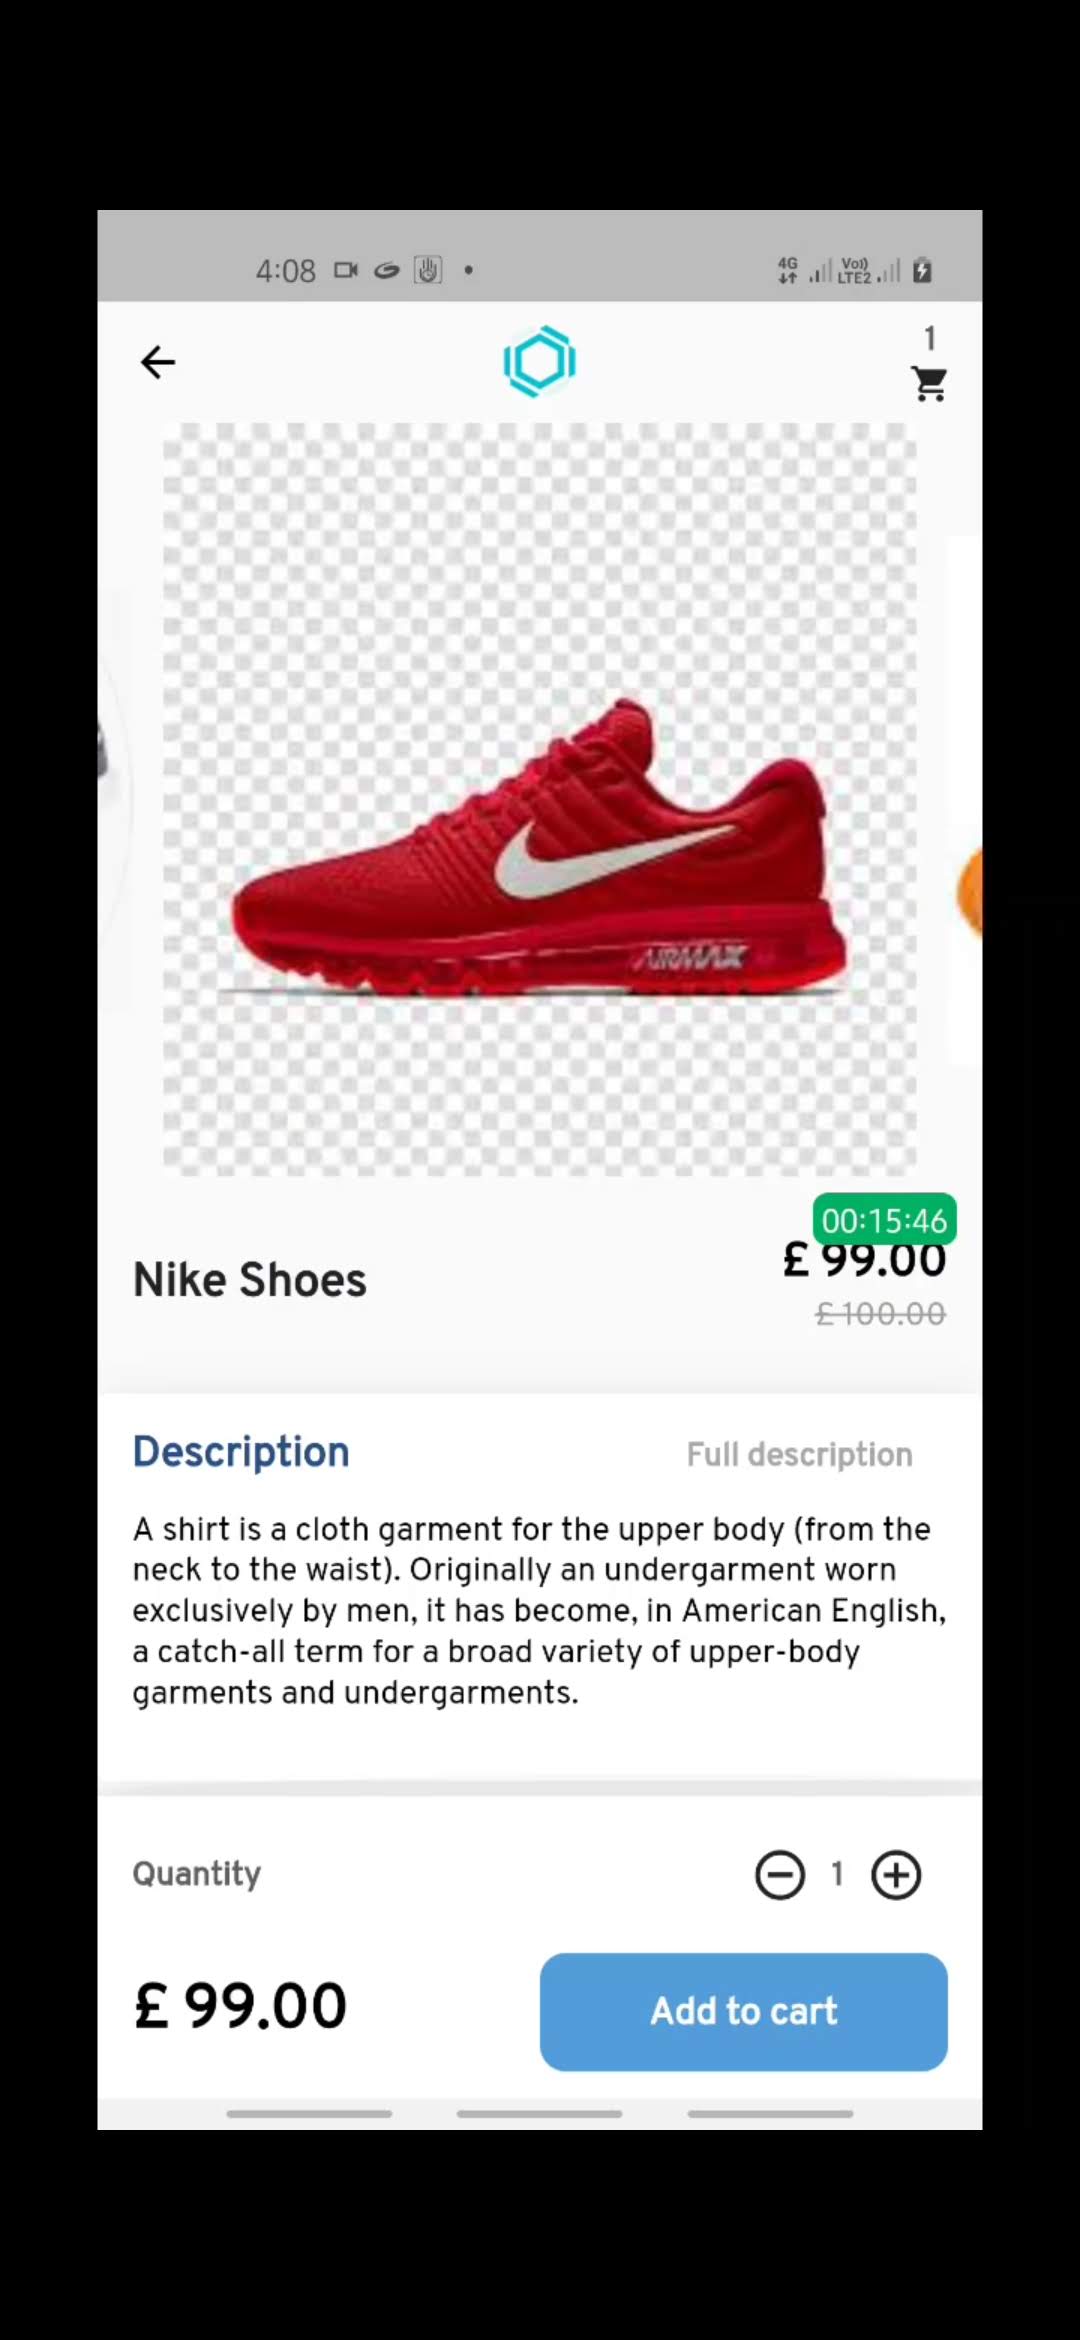 4:08
4G
Vo))
LTE2
1
AIRMAX
00:15:46
£ 99.00
Nike Shoes
£ 100.00
Description
Full description
A shirt is a cloth garment for the upper body (from the
neck to the waist). Originally an undergarment worn
exclusively by men, it has become, in American English,
a catch-all term for a broad variety of upper-body
garments and undergarments.
Quantity
1
£ 99.00
Add to cart